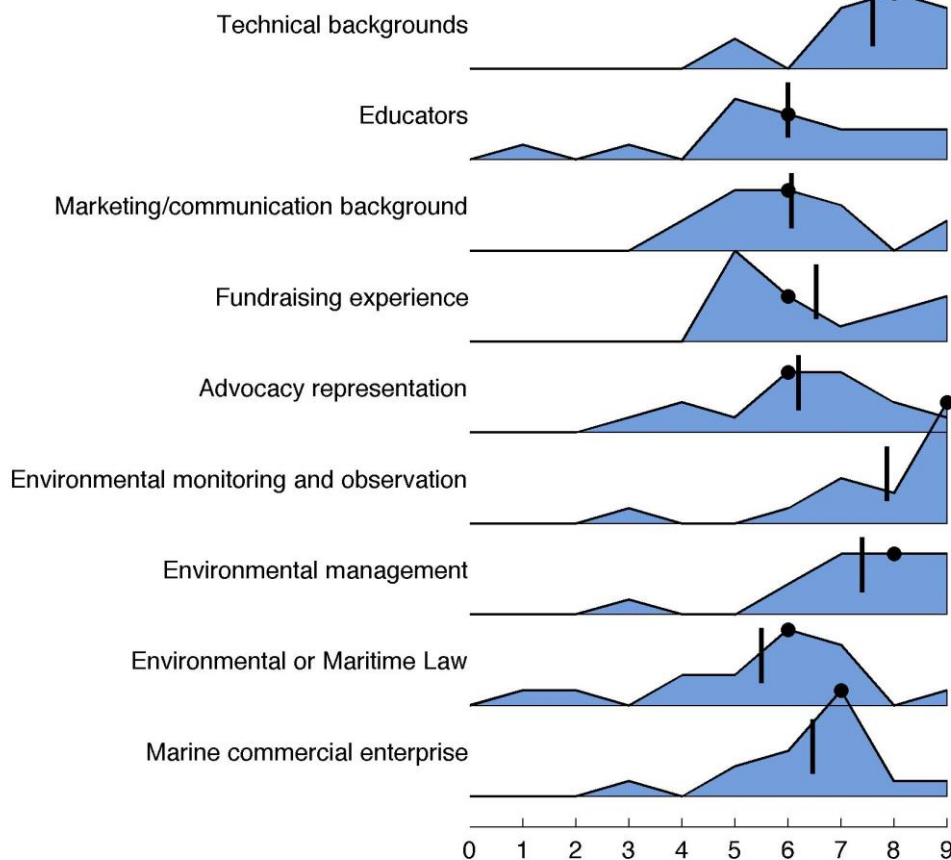 Technical backgrounds
Educators
Marketing/communication background
Fundraising experience
Advocacy representation
Environmental monitoring and observation
Environmental management
Environmental or Maritime Law
Marine commercial enterprise
0 1 2 3 4 5 6 7 8 9